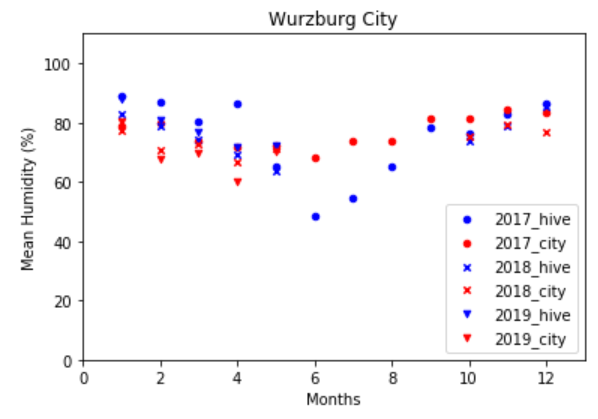 Wurzburg City
Mean Humidity (%)
100
80
60
40
20
0
2017_hive
2017_city
2018_hive
2018_city
2019_hive
2019_city
0 2 4 6 8 10 12
Months